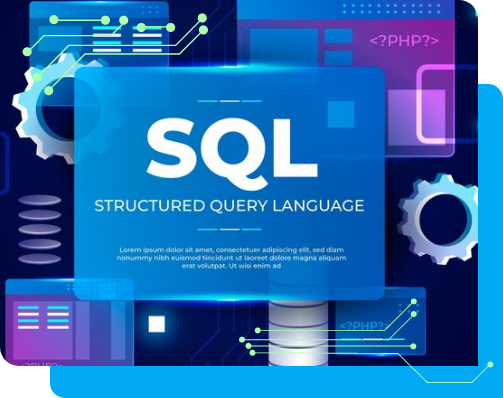 <?PHP?>
SQL
STRUCTURED QUERY LANGUAGE
Lorem ipsum dolor sit amet, consectetuer adipiscing elit, sed diam
nonummy nibh euismod tincidunt ut laoreet dolore magna aliquam
erat volutpat. Ut wisi enim ad
<?PHP?>
<?PHP?>